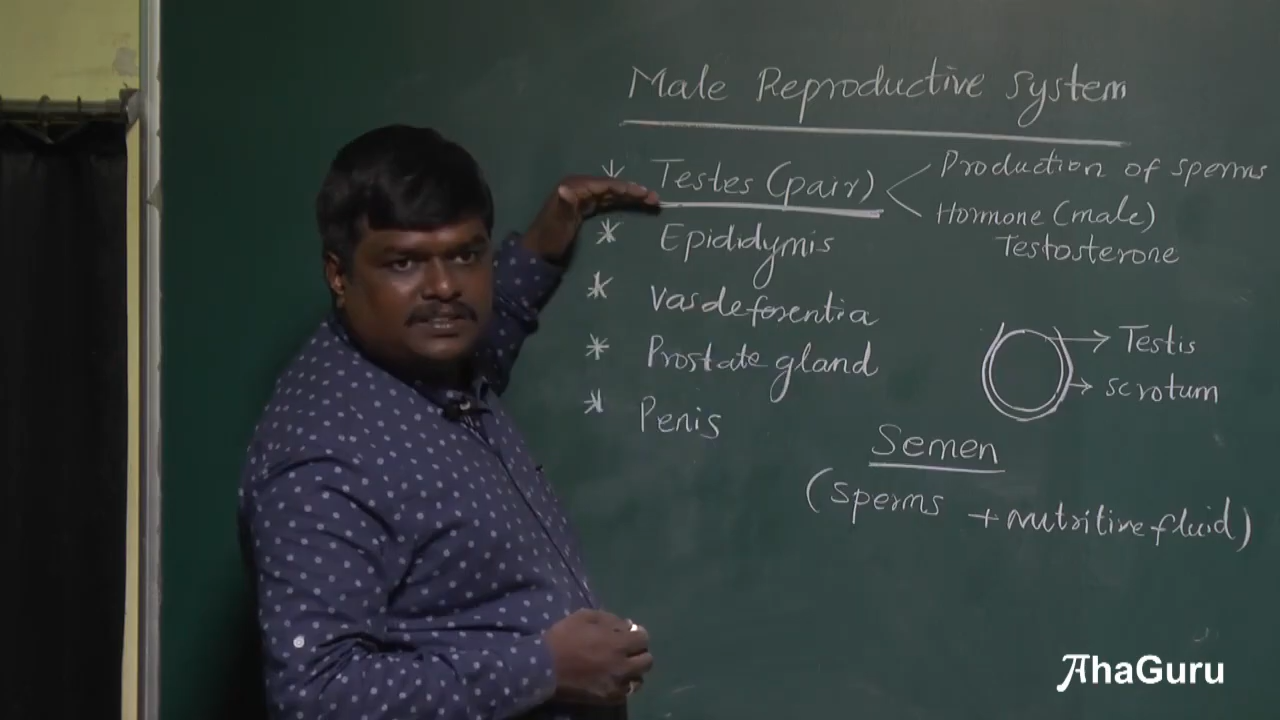 Male Reproductive system
* Testes (pair)
Production of sperms
Hormone (male)
Testosterone
* Epididymis
* Vasdeferentia
* Prostate gland
* Penis
Testis
scrotum
Semen
(sperms + nutritive fluid)
AhaGuru